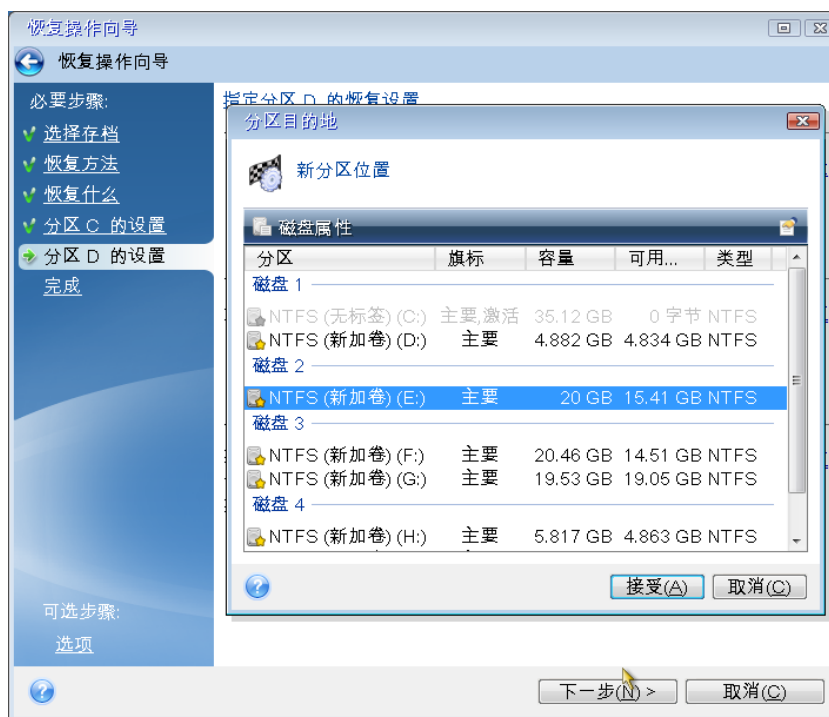 恢复操作向导
恢复操作向导
必要步骤:
选择存档
恢复方法
恢复什么
分区 C 的设置
分区 D 的设置
完成
可选步骤:
选项
指定分区 D 的恢复设置
分区目的地
新分区位置
磁盘属性
分区 旗标 容量 可用... 类型
磁盘 1
NTFS (无标签) (C:) 主要,激活 35.12 GB 0 字节 NTFS
NTFS (新加卷) (D:) 主要 4.882 GB 4.834 GB NTFS
磁盘 2
NTFS (新加卷) (E:) 主要 20 GB 15.41 GB NTFS
磁盘 3
NTFS (新加卷) (F:) 主要 20.46 GB 14.51 GB NTFS
NTFS (新加卷) (G:) 主要 19.53 GB 19.05 GB NTFS
磁盘 4
NTFS (新加卷) (H:) 主要 5.817 GB 4.863 GB NTFS
接受(A) 取消(C)
下一步(N) > 取消(C)